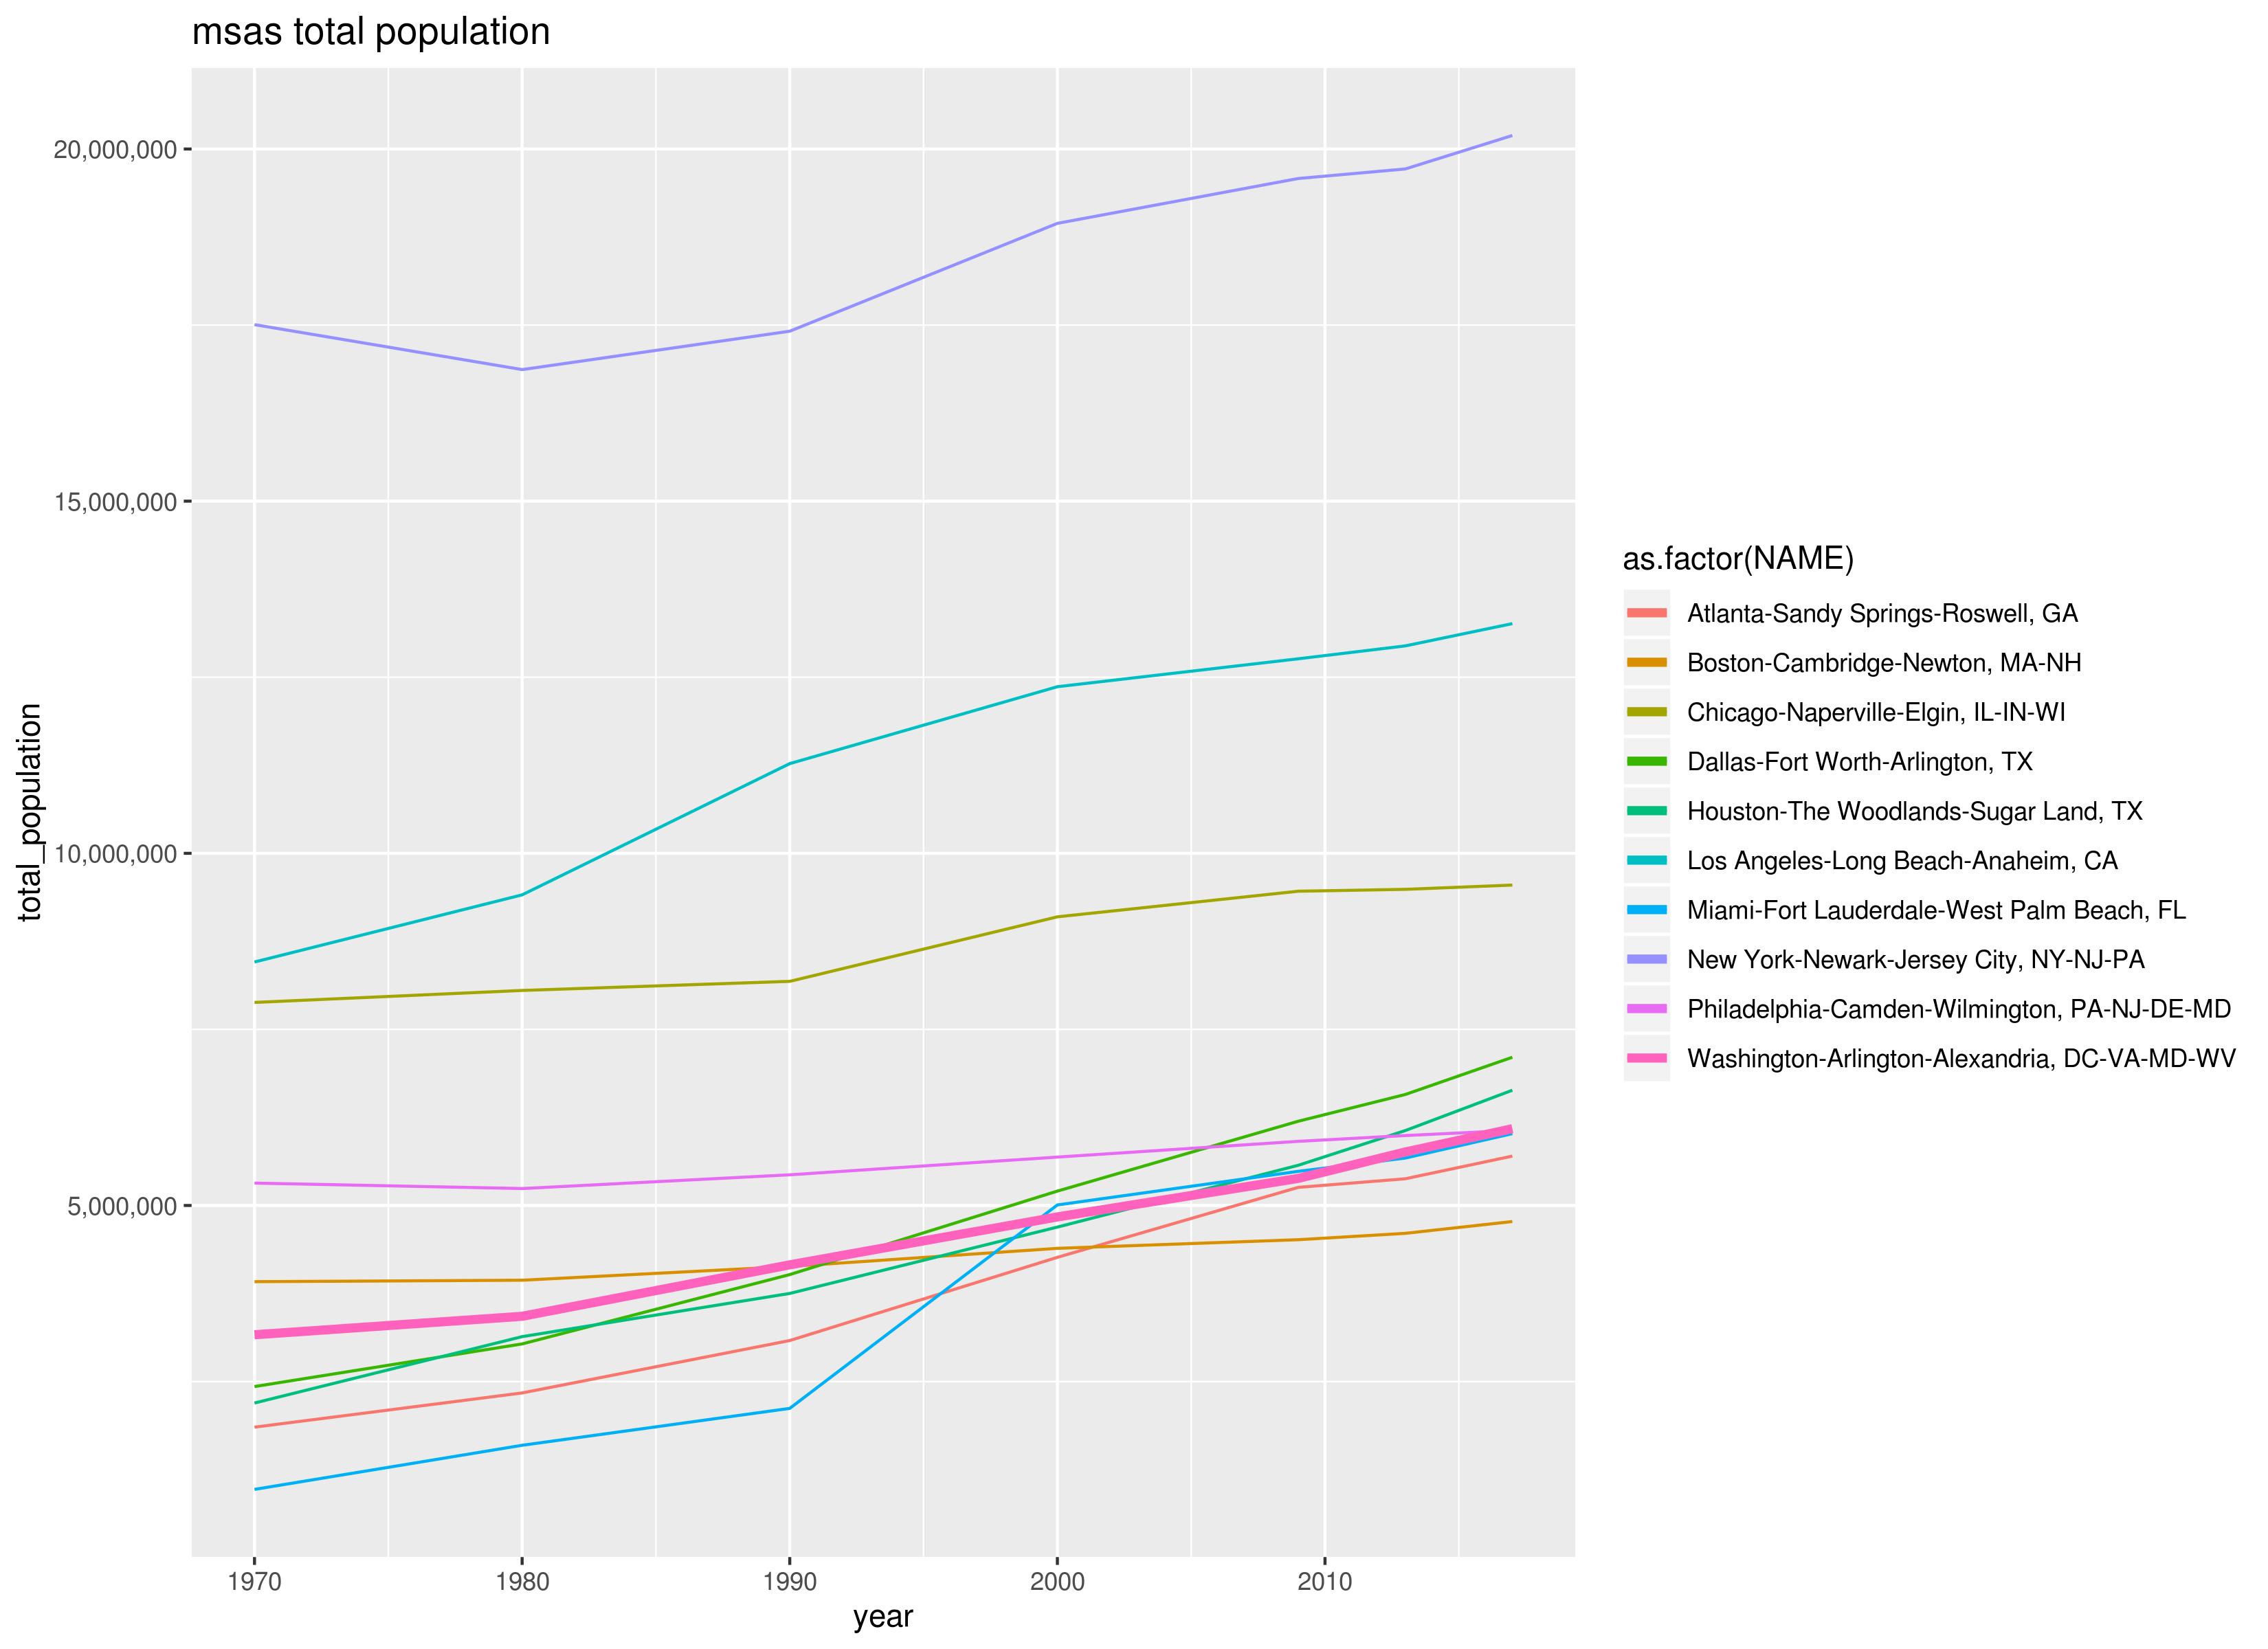 msas total population
20,000,000
15,000,000
10,000,000
5,000,000
total_population
1970 1980 1990 2000 2010
year
as.factor(NAME)
Atlanta-Sandy Springs-Roswell, GA
Boston-Cambridge-Newton, MA-NH
Chicago-Naperville-Elgin, IL-IN-WI
Dallas-Fort Worth-Arlington, TX
Houston-The Woodlands-Sugar Land, TX
Los Angeles-Long Beach-Anaheim, CA
Miami-Fort Lauderdale-West Palm Beach, FL
New York-Newark-Jersey City, NY-NJ-PA
Philadelphia-Camden-Wilmington, PA-NJ-DE-MD
Washington-Arlington-Alexandria, DC-VA-MD-WV